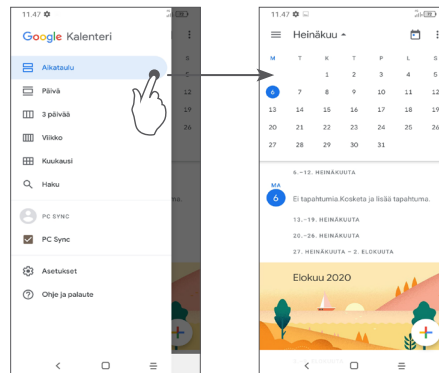 11.47
Google Kalenteri
Aikataulu
Päivä
3 päivää
Viikko
Kuukausi
Haku
PC SYNC
PC Sync
Asetukset
Ohje ja palaute
S
5
12
19
26
ma.
11.47
Heinäkuu
M T K T P L S
1 2 3 4 5
6 7 8 9 10 11 12
13 14 15 16 17 18 19
20 21 22 23 24 25 26
27 28 29 30 31
6.–12. HEINÄKUUTA
MA
6 Ei tapahtumia. Kosketa ja lisää tapahtuma.
13.–19. HEINÄKUUTA
20.–26. HEINÄKUUTA
27. HEINÄKUUTA – 2. ELOKUUTA
Elokuu 2020